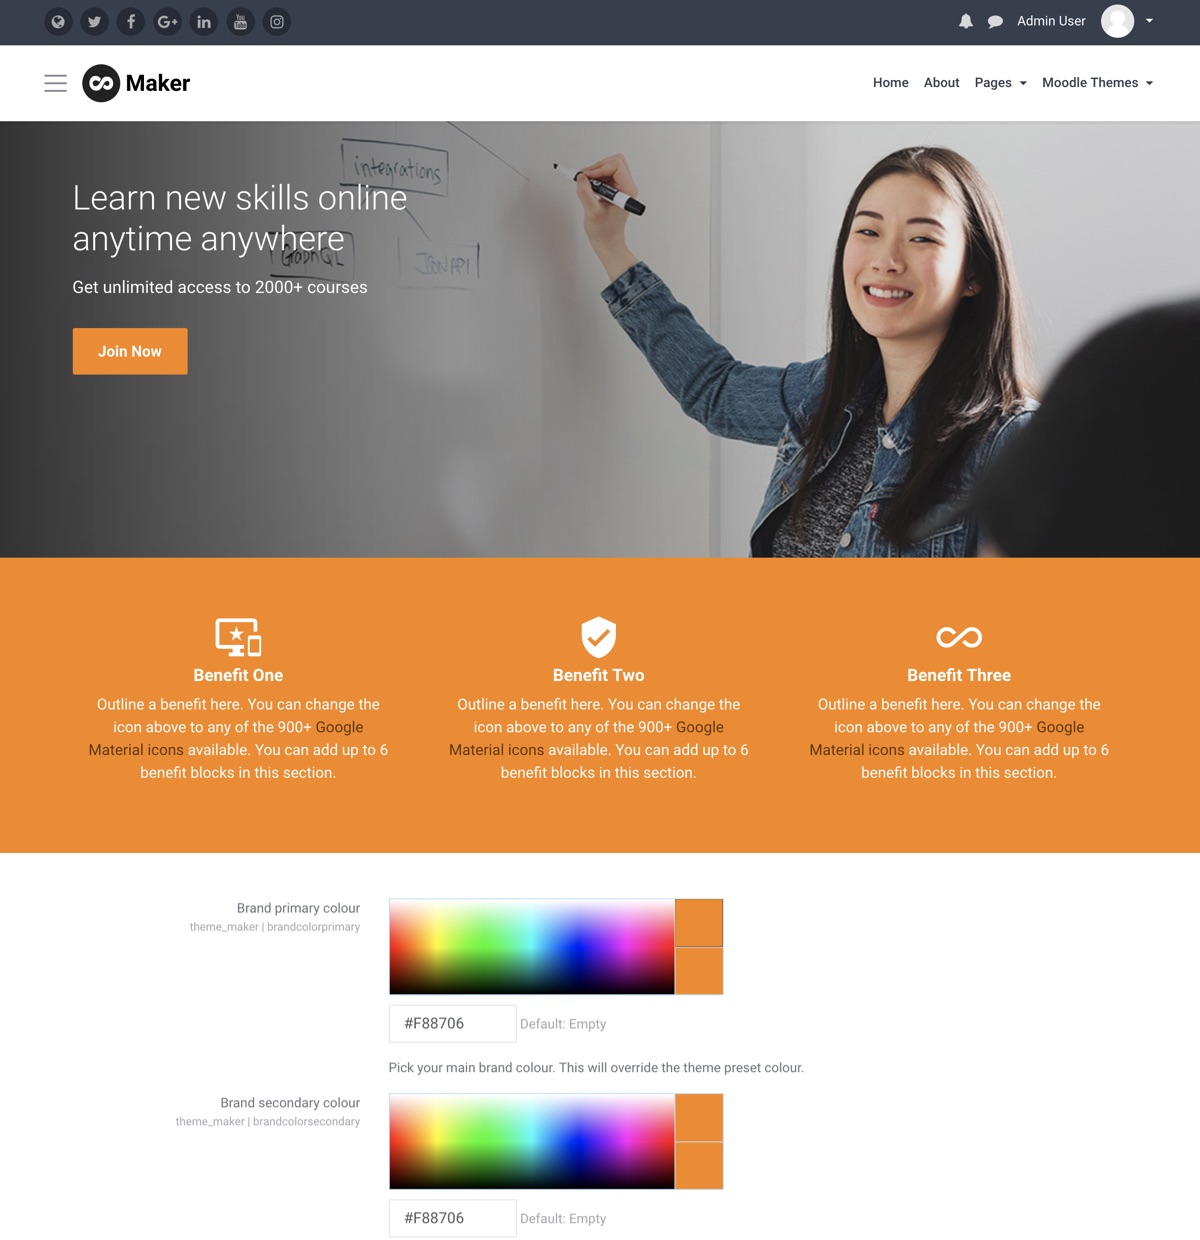 Admin User
Maker
Home About Pages Moodle Themes
integrations
Learn new skills online
anytime anywhere
GraphQL
JSON API
Get unlimited access to 2000+ courses
Join Now
Benefit One
Outline a benefit here. You can change the
icon above to any of the 900+ Google
Material icons available. You can add up to 6
benefit blocks in this section.
Benefit Two
Outline a benefit here. You can change the
icon above to any of the 900+ Google
Material icons available. You can add up to 6
benefit blocks in this section.
Benefit Three
Outline a benefit here. You can change the
icon above to any of the 900+ Google
Material icons available. You can add up to 6
benefit blocks in this section.
Brand primary colour
theme_maker | brandcolorprimary
#F88706 Default: Empty
Pick your main brand colour. This will override the theme preset colour.
Brand secondary colour
theme_maker | brandcolorsecondary
#F88706 Default: Empty